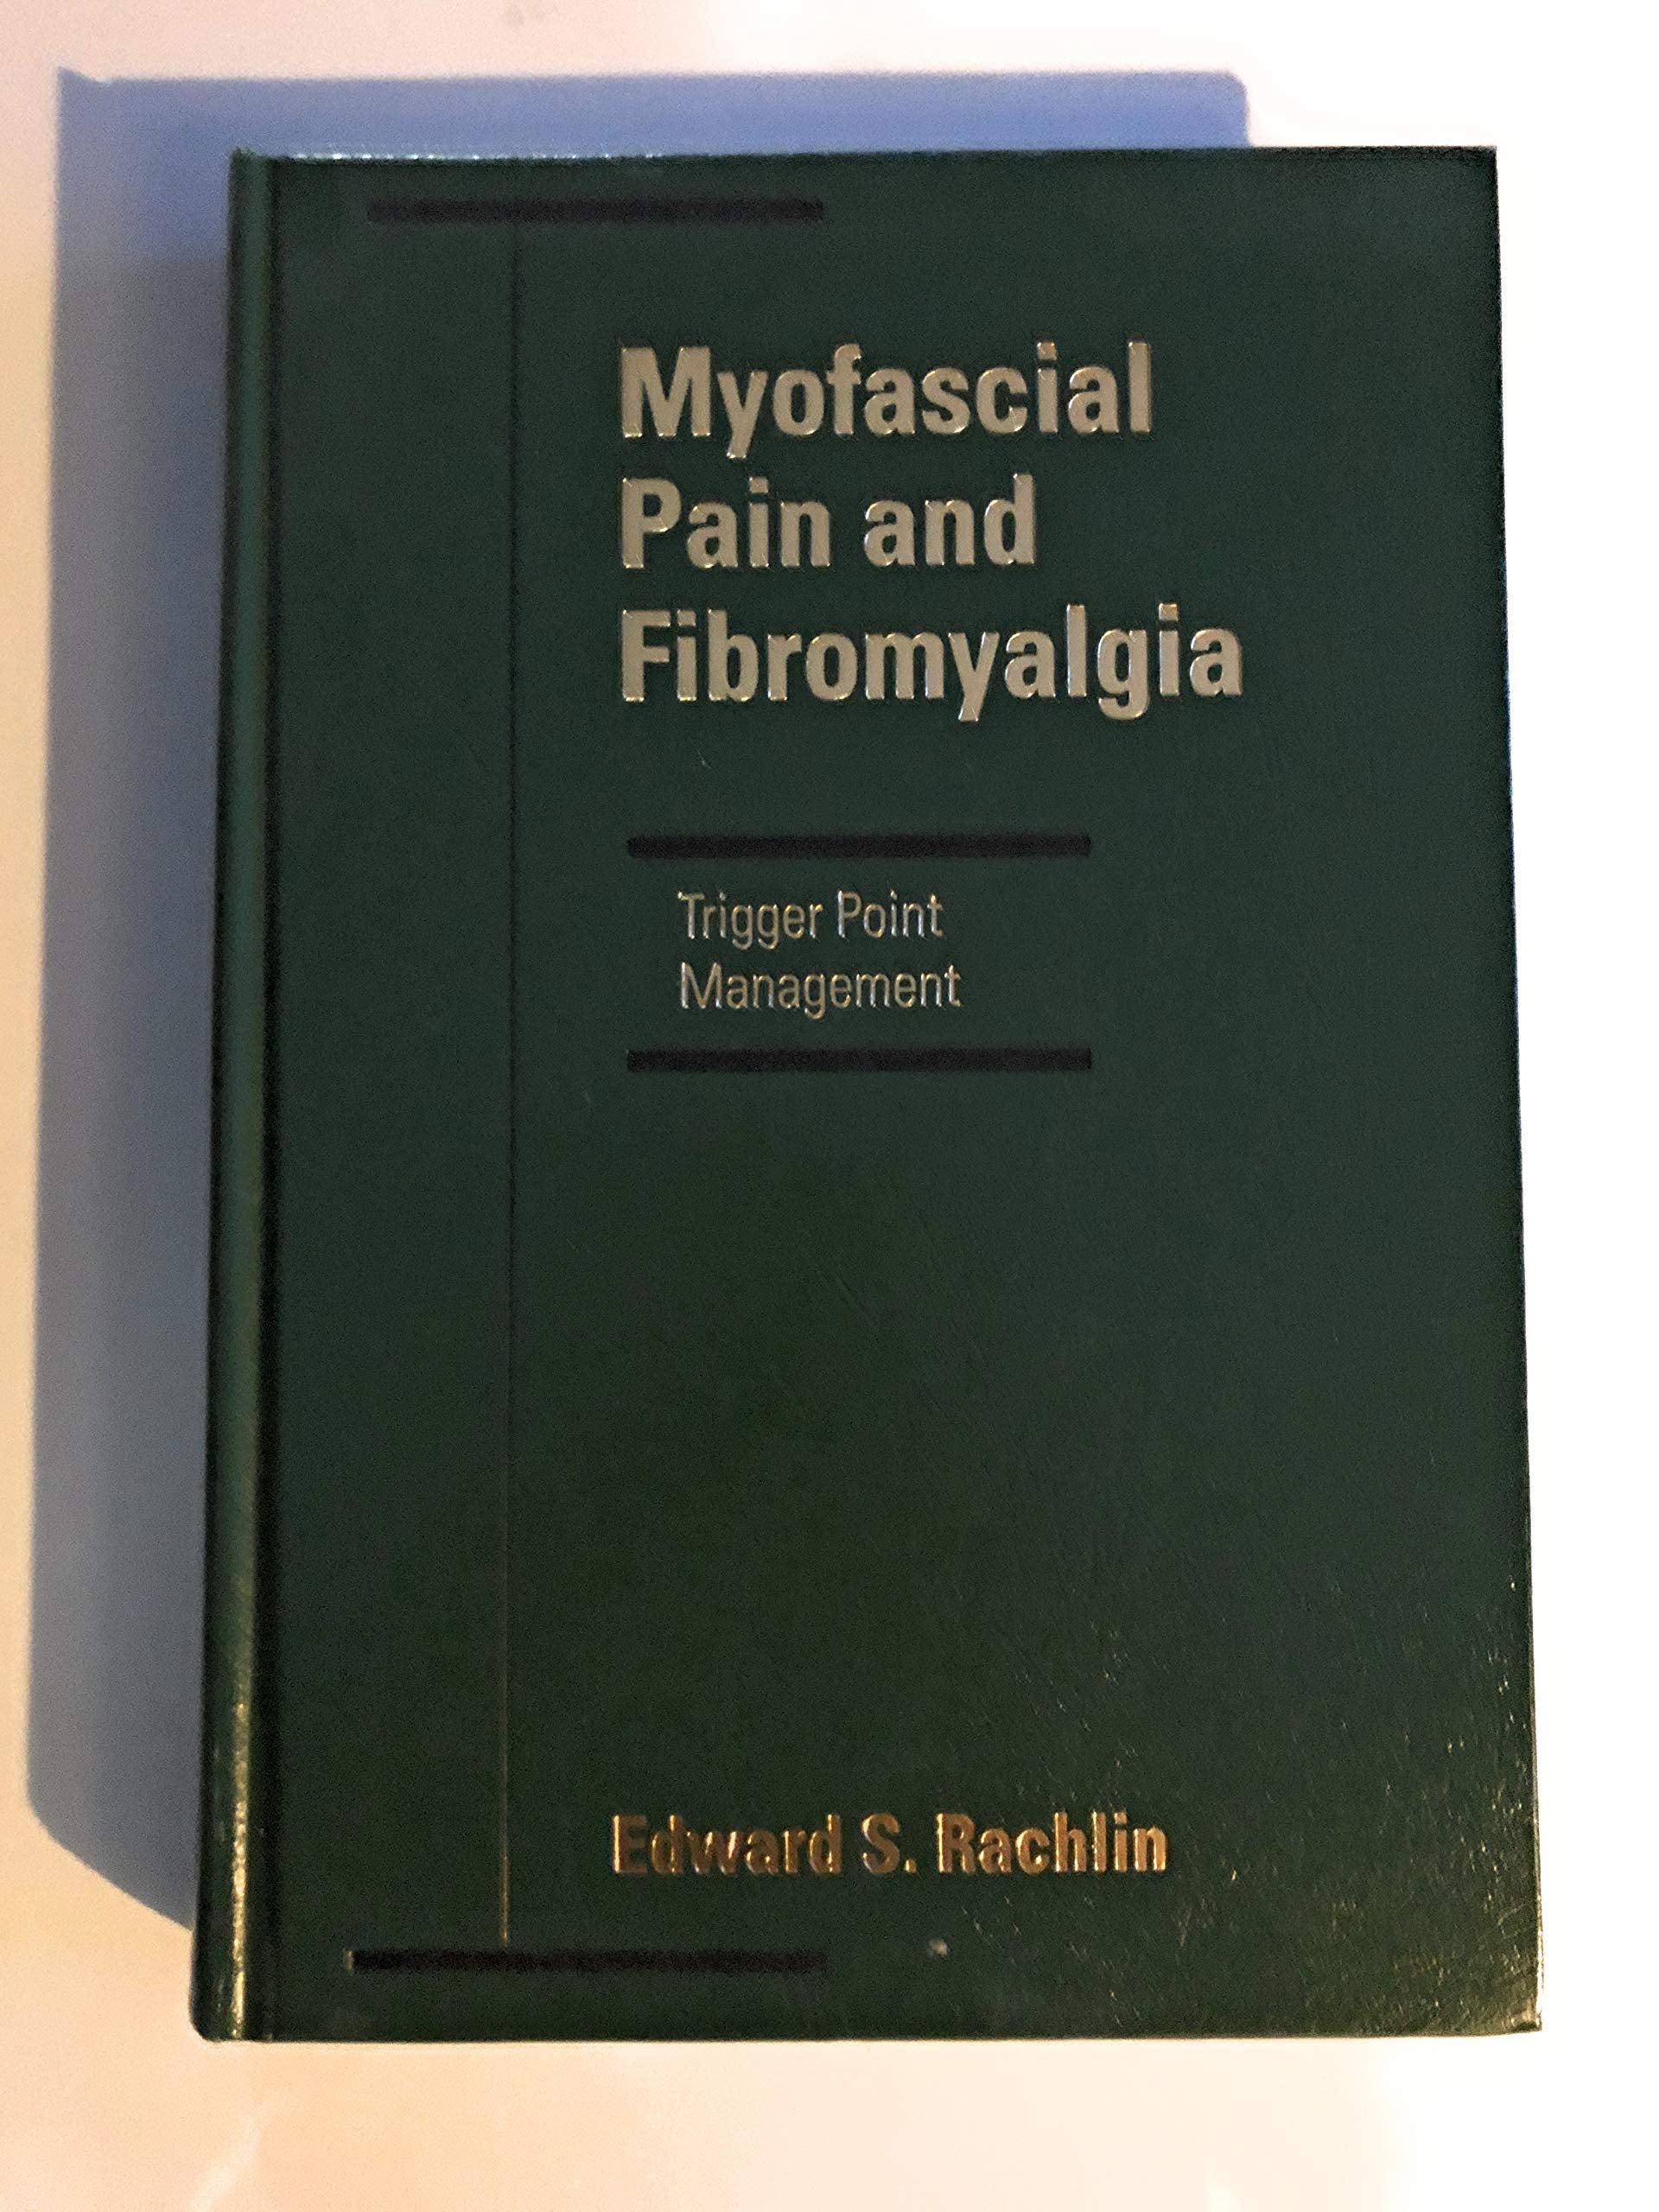 Myofascial
Pain and
Fibromyalgia
Trigger Point
Management
Edward S. Rachlin